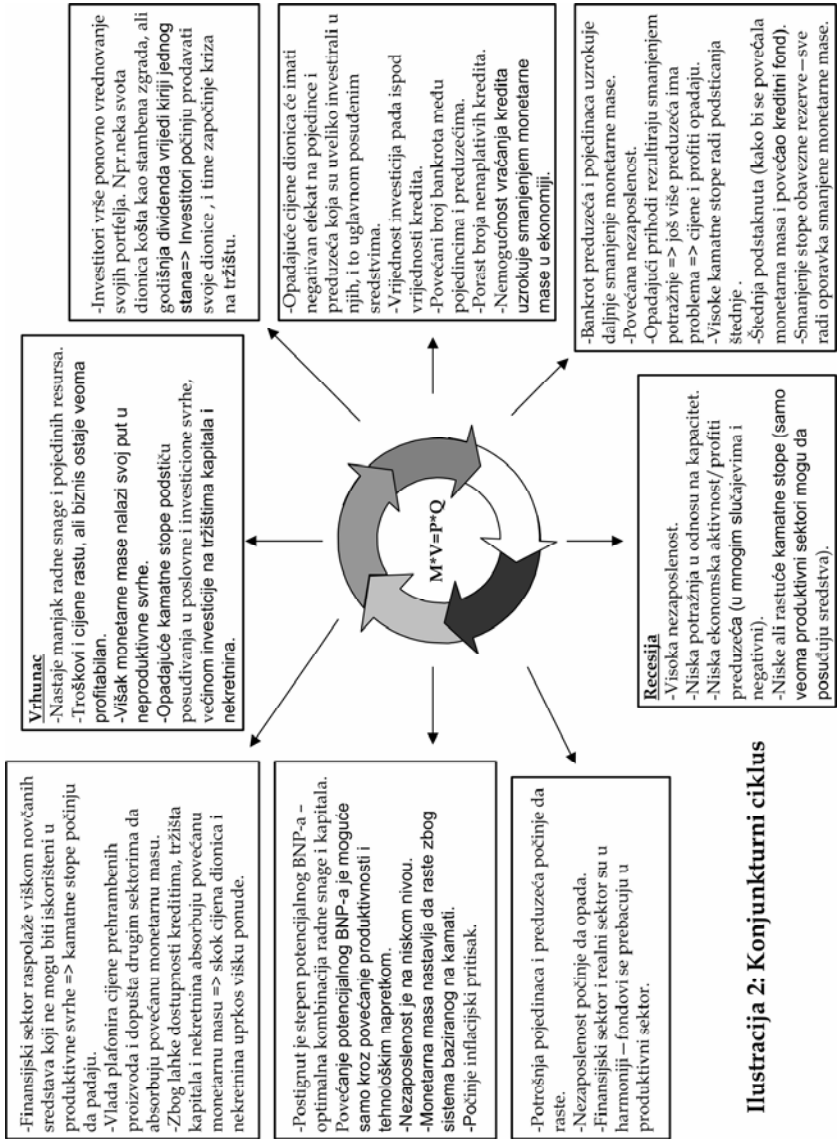 -Finansijski sektor raspolaže viškom novčanih
sredstava koji ne mogu biti iskorišteni u
produktivne svrhe => kamatne stope počinju
da padaju.
-Vlada plafonira cijene prehrambenih
proizvoda i dopušta drugim sektorima da
absorbuju povećanu monetarnu masu.
-Zbog lahke dostupnosti kreditima, tržišta
kapitala i nekretnina absorbuju povećanu
monetarnu masu => skok cijena dionica i
nekretnina uprkos višku ponude.
Vrhunac
-Nastaje manjak radne snage i pojedinih resursa.
-Troškovi i cijene rastu, ali biznis ostaje veoma
profitabilan.
-Višak monetarne mase nalazi svoj put u
neproduktivne svrhe.
-Opadajuće kamatne stope podstiču
posuđivanja u poslovne i investicione svrhe,
većinom investicije na tržištima kapitala i
nekretnina.
-Investitori vrše ponovno vrednovanje
svojih portfelja. Npr.neka svota
dionica košla kao stambena zgrada, ali
godišnja dividenda vrijedi kiriji jednog
stana=> Investitori počinju prodavati
svoje dionice , i time započinje kriza
na tržištu.
-Postignut je stepen potencijalnog BNP-a –
optimalna kombinacija radne snage i kapitala.
Povećanje potencijalnog BNP-a je moguće
samo kroz povećanje produktivnosti i
tehnološkim napretkom.
-Nezaposlenost je na niskom nivou.
-Monetarna masa nastavlja da raste zbog
sistema baziranog na kamati.
-Počinje inflacijski pritisak.
M*V=P*Q
-Opadajuće cijene dionica će imati
negativan efekat na pojedince i
preduzeća koja su uveliko investirali u
njih, i to uglavnom posuđenim
sredstvima.
-Vrijednost investicija pada ispod
vrijednosti kredita.
-Povećani broj bankrota među
pojedincima i preduzećima.
-Porast broja nenaplativih kredita.
-Nemogućnost vraćanja kredita
uzrokuje smanjenjem monetarne
mase u ekonomiji.
-Potrošnja pojedinaca i preduzeća počinje da
raste.
-Nezaposlenost počinje da opada.
-Finansijski sektor i realni sektor su u
harmoniji – fondovi se prebacuju u
produktivni sektor.
Recesija
-Visoka nezaposlenost.
-Niska potražnja u odnosu na kapacitet.
-Niska ekonomska aktivnost/profiti
preduzeća (u mnogim slučajevima i
negativni).
-Niske ali rastuće kamatne stope (samo
veoma produktivni sektori mogu da
posuđuju sredstva).
-Bankrot preduzeća i pojedinaca uzrokuje
daljnje smanjenje monetarne mase.
-Povećana nezaposlenost.
-Opadajući prihodi rezultiraju smanjenjem
potražnje => još više preduzeća ima
problema => cijene i profiti opadaju.
-Visoke kamatne stope radi podsticanja
štednje .
-Štednja podstaknuta (kako bi se povećala
monetarna masa i povećao kreditni fond).
-Smanjenje stope obavezne rezerve – sve
radi oporavka smanjene monetarne mase.
Ilustracija 2: Konjunkturni ciklus